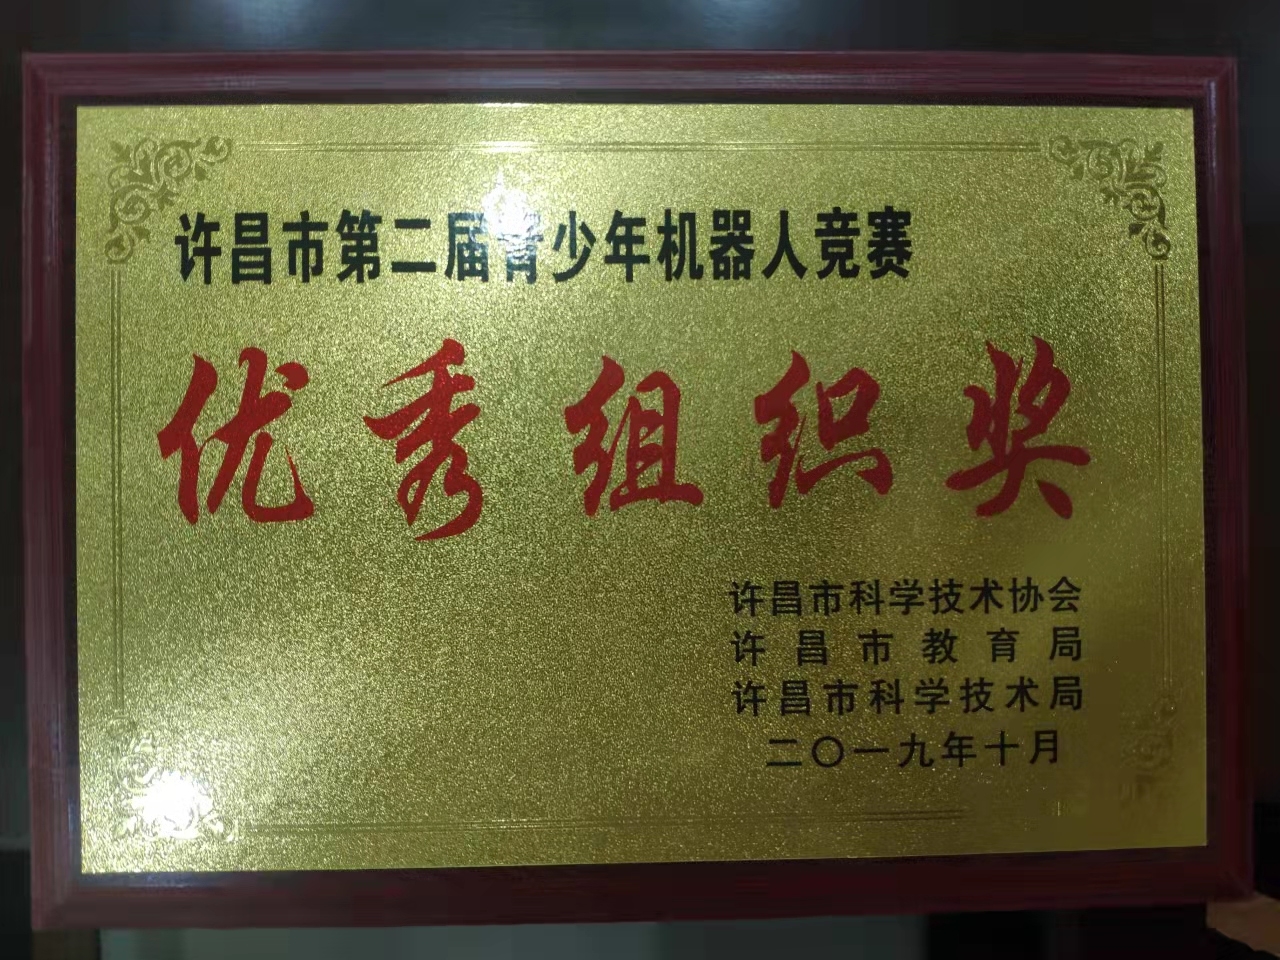 许昌市第二届青少年机器人竞赛
优秀组织奖
许昌市科学技术协会
许昌市教育局
许昌市科学技术局
二〇一九年十月